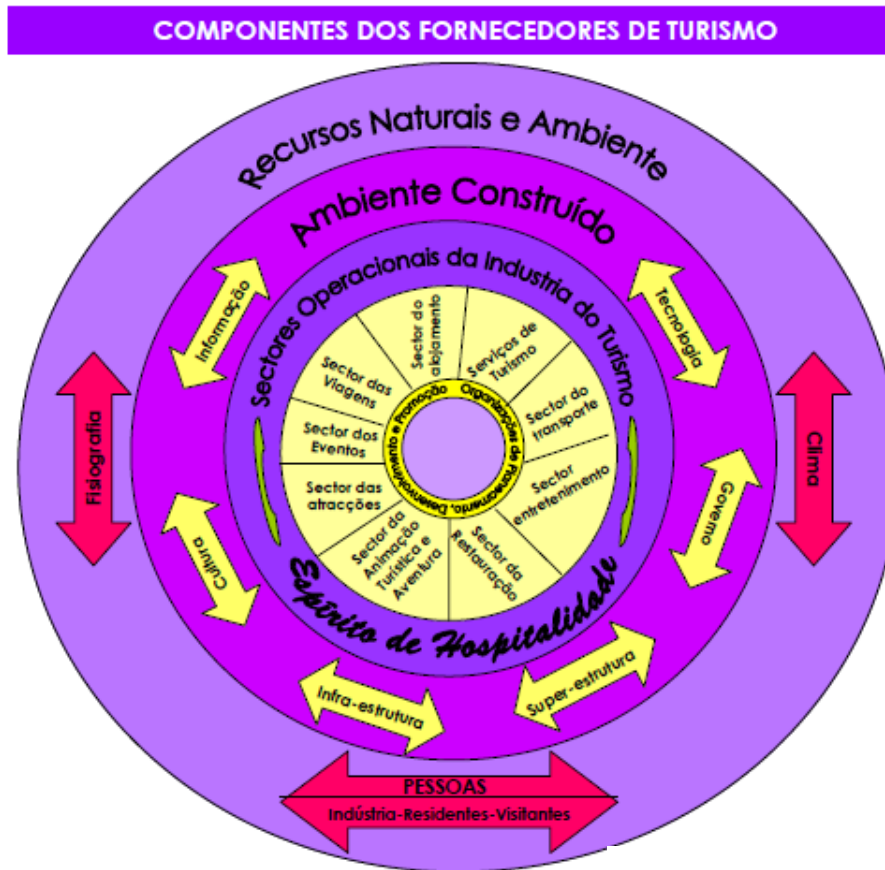 COMPONENTES DOS FORNECEDORES DE TURISMO
Recursos Naturais e Ambiente
Ambiente Construído
Sectores Operacionais da Industria do Turismo
Informação
Tecnologia
Sector do
alojamento
Serviços de
Turismo
Sector das
Viagens
Sector do
transporte
Organizações de Planeamento, Desenvolvimento e Promoção
Sector dos
Eventos
Sector
entretenimento
Sector das
atracções
Sector da
Animação
Turística e
Aventura
Sector da
Restauração
Fisiografia
Clima
Cultura
Governo
Espírito de Hospitalidade
Infra-estrutura
Super-estrutura
PESSOAS
Indústria-Residentes-Visitantes